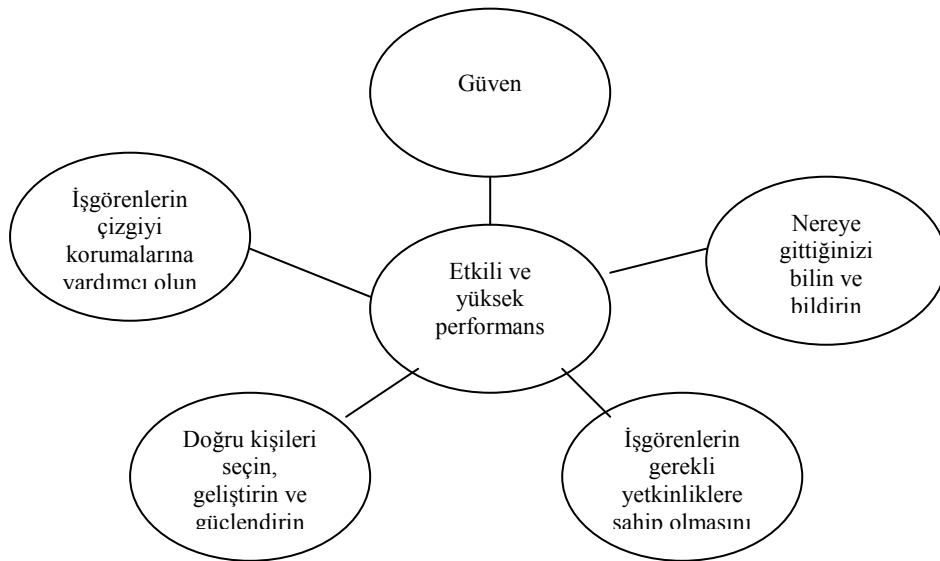 Güven
İşgörenlerin
çizgiyi
korumalarına
yardımcı olun
Nereye
gittiğinizi
bilin ve
bildirin
Etkili ve
yüksek
performans
Doğru kişileri
seçin,
geliştirin ve
güçlendirin
İşgörenlerin
gerekli
yetkinliklere
sahip olmasını